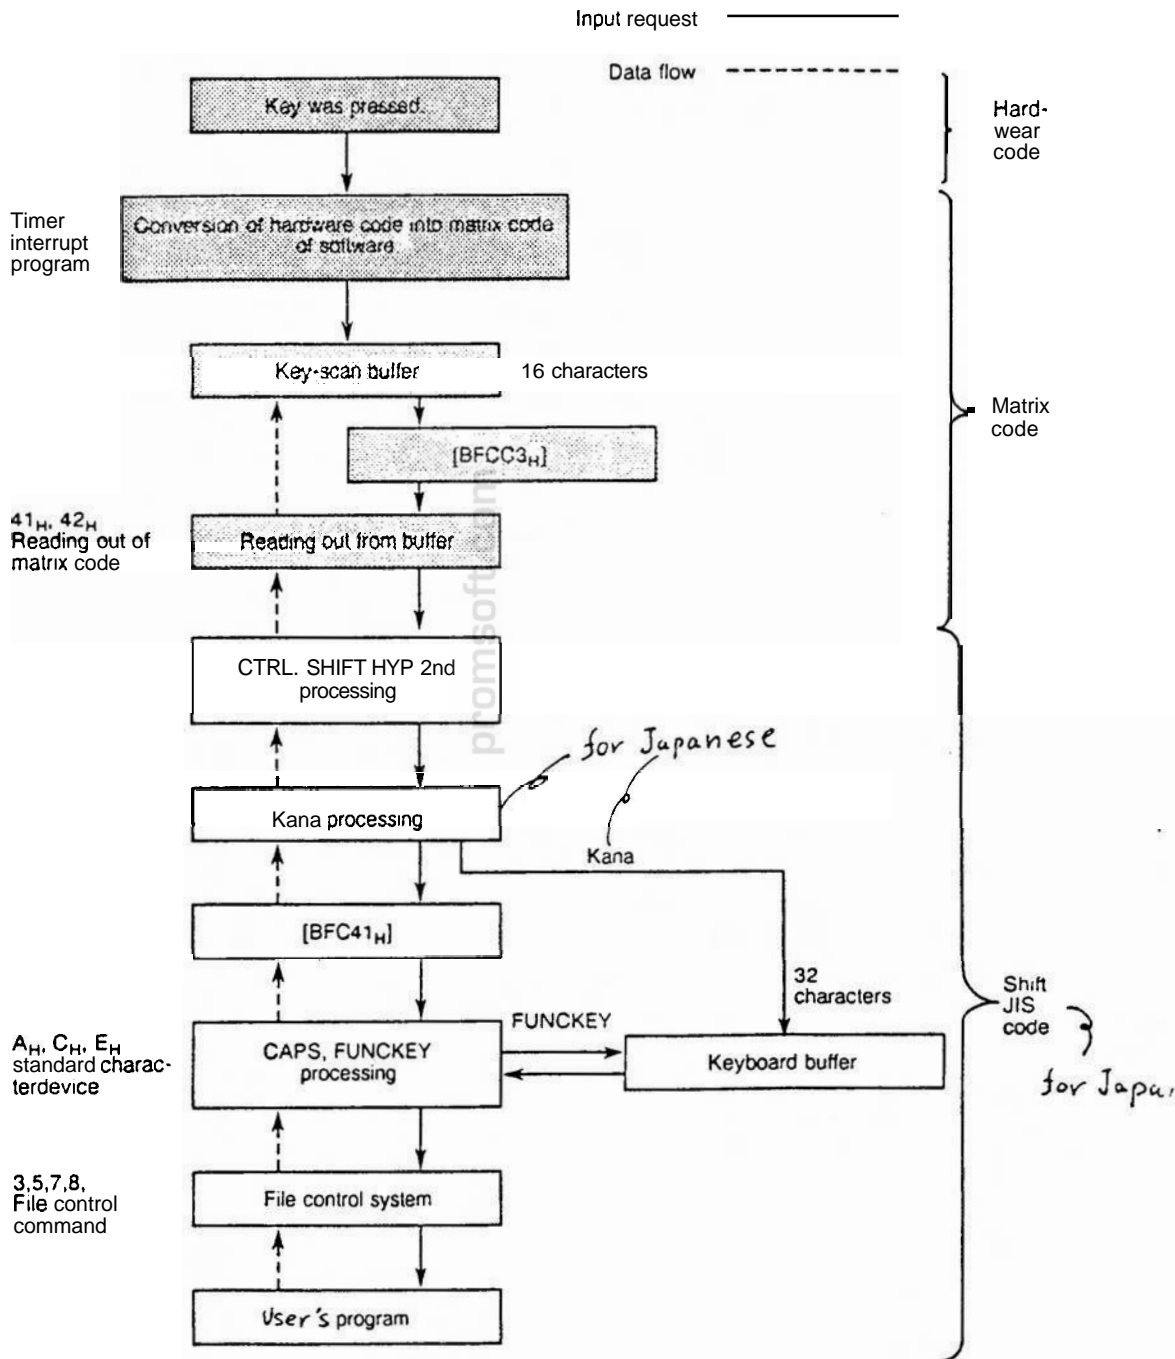 Input request
Data flow
Key was pressed.
Hard-
wear
code
Timer
interrupt
program
Conversion of hardware code into matrix code
of software
Key-scan buffer
16 characters
[BFCC3H]
Matrix
code
41H, 42H
Reading out of
matrix code
Reading out from buffer
CTRL. SHIFT HYP 2nd
processing
promsoft.com
for Japanese
Kana processing
Kana
[BFC41H]
32
characters
Shift
JIS
code
for Japa
AH, CH, EH
standard charac-
terdevice
CAPS, FUNCKEY
processing
FUNCKEY
Keyboard buffer
3,5,7,8,
File control
command
File control system
User's program